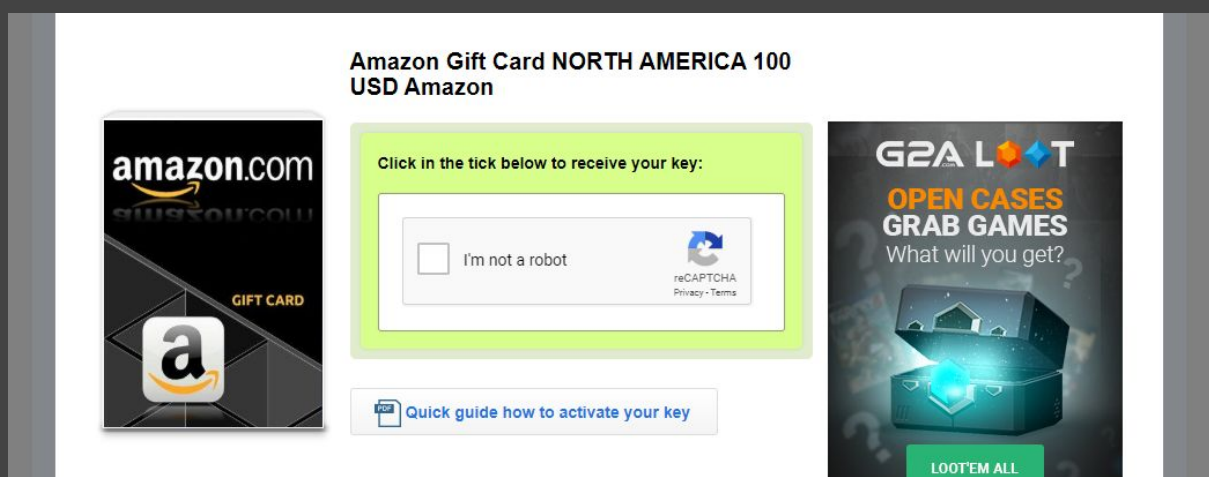 Amazon Gift Card NORTH AMERICA 100
USD Amazon
amazon.com
GIFT CARD
a
Click in the tick below to receive your key:
I'm not a robot
reCAPTCHA
Privacy - Terms
PDF
Quick guide how to activate your key
G2A.COM LOOT
OPEN CASES
GRAB GAMES
What will you get?
LOOT'EM ALL